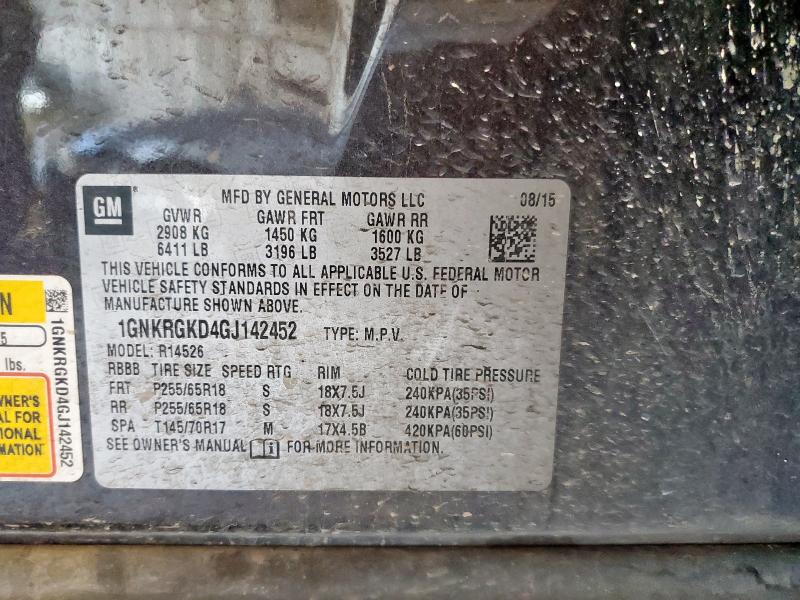 GM
MFD BY GENERAL MOTORS LLC 08/15
GVWR GAWR FRT GAWR RR
2908 KG 1450 KG 1600 KG
6411 LB 3196 LB 3527 LB
THIS VEHICLE CONFORMS TO ALL APPLICABLE U.S. FEDERAL MOTOR
VEHICLE SAFETY STANDARDS IN EFFECT ON THE DATE OF
MANUFACTURE SHOWN ABOVE.
1GNKRGKD4GJ142452 TYPE: M.P.V.
MODEL: R14526
RBBB TIRE SIZE SPEED RTG RIM COLD TIRE PRESSURE
FRT P255/65R18 S 18X7.5J 240KPA(35PSI)
RR P255/65R18 S 18X7.5J 240KPA(35PSI)
SPA T145/70R17 M 17X4.5B 420KPA(60PSI)
SEE OWNER'S MANUAL i FOR MORE INFORMATION.
N
5
lbs.
WNER'S
AL FOR
IONAL
MATION
1GNKRGKD4GJ142452